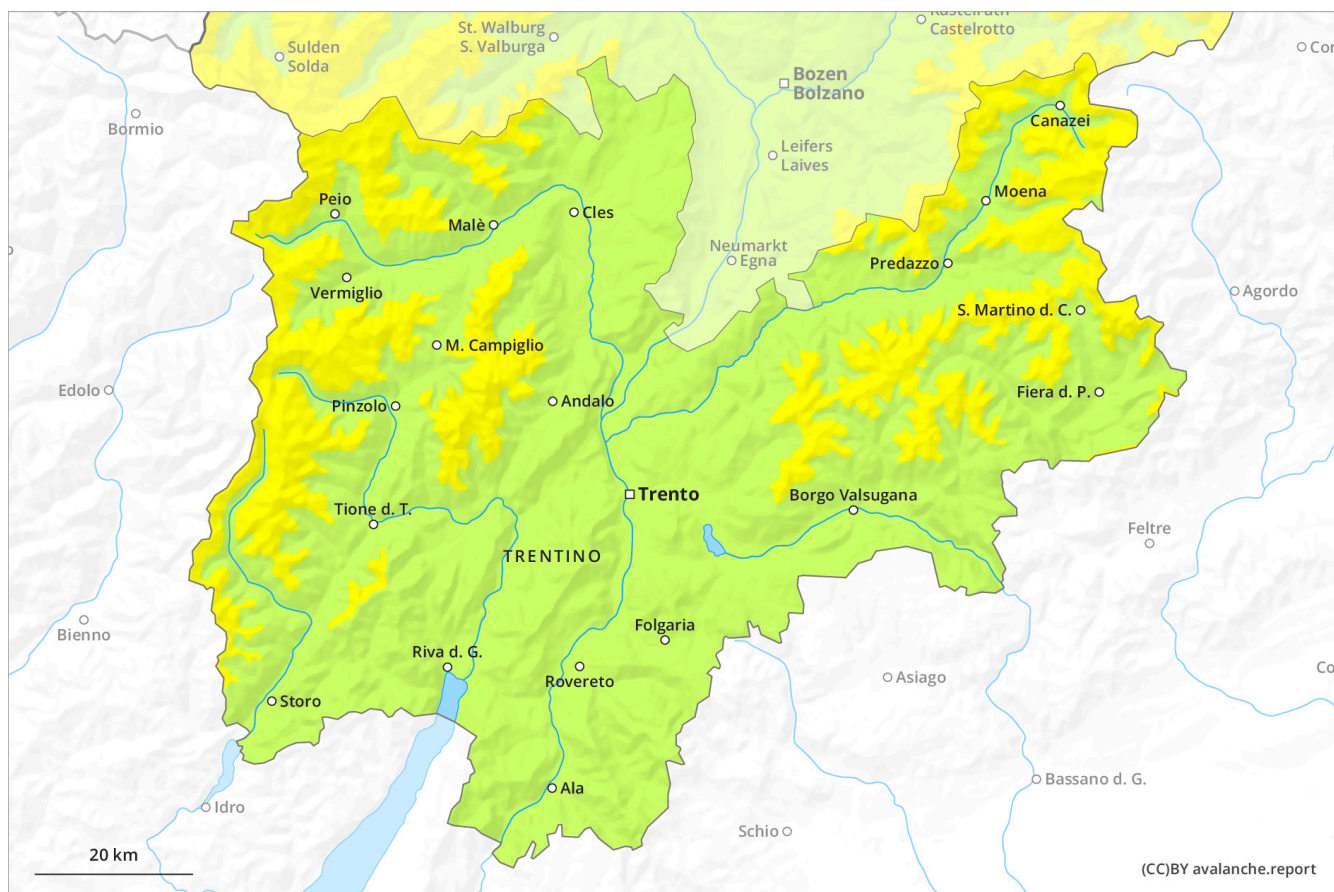 Kastelruth
Castelrotto
St. Walburg
S. Valburga
Sulden
Solda
Bozen
Bolzano
Bormio
Canazei
Leifers
Laives
Peio
Moena
Malè
Cles
Neumarkt
Egna
Predazzo
Vermiglio
Agordo
S. Martino d. C.
M. Campiglio
Edolo
Pinzolo
Andalo
Fiera d. P.
Trento
Borgo Valsugana
Tione d. T.
Feltre
TRENTINO
Bienno
Folgaria
Riva d. G.
Rovereto
Asiago
Storo
Ala
Bassano d. G.
Idro
Schio
20 km
(CC)BY avalanche.report